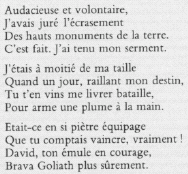 Audacieuse et volontaire,
J'avais juré l'écrasement
Des hauts monuments de la terre.
C'est fait. J'ai tenu mon serment.
J'étais à moitié de ma taille
Quand un jour, raillant mon destin,
Tu t'en vins me livrer bataille,
Pour arme une plume à la main.
Etait-ce en si piètre équipage
Que tu comptais vaincre, vraiment !
David, ton émule en courage,
Brava Goliath plus sûrement.